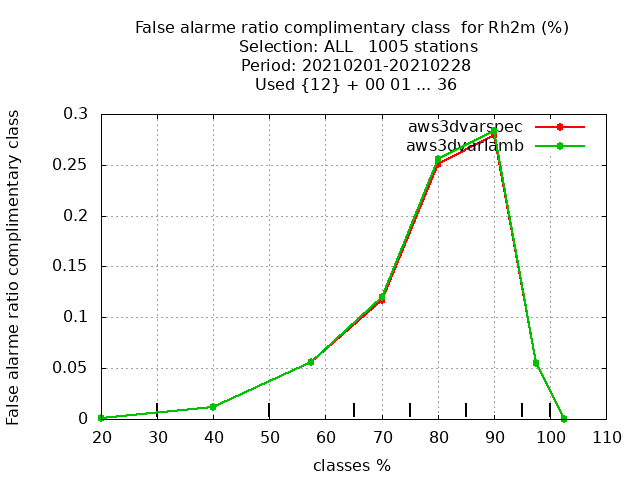 False alarme ratio complimentary class  for Rh2m (%)
Selection: ALL   1005 stations
Period: 20210201-20210228
Used {12} + 00 01 ... 36
False alarme ratio complimentary class
0.3
0.25
0.2
0.15
0.1
0.05
0
aws3dvarspec
aws3dvarlamb
20 30 40 50 60 70 80 90 100 110
classes %